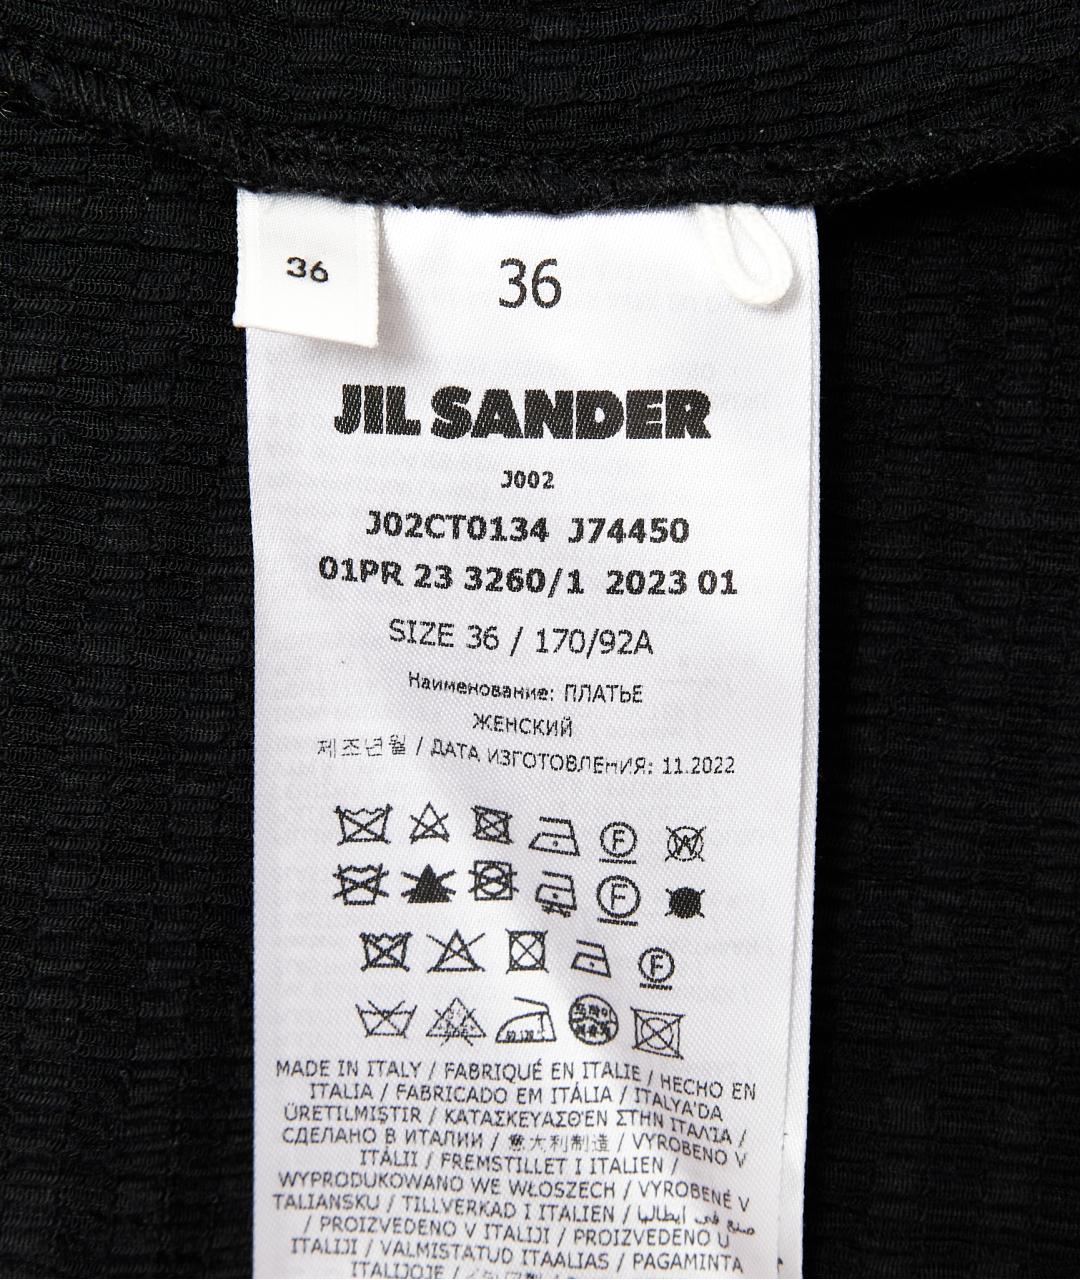 36
36
JIL SANDER
J002
J02CT0134 J74450
01PR 23 3260/1 2023 01
SIZE 36 / 170/92A
Наименование: ПЛАТЬЕ
ЖЕНСКИЙ
제조년월 / ДАТА ИЗГОТОВЛЕНИЯ: 11.2022
F W
F
F
MADE IN ITALY / FABRIQUÉ EN ITALIE / HECHO EN
ITALIA / FABRICADO EM ITÁLIA / ITALYA'DA
ÜRETILMIŞTIR / ΚΑΤΑΣΚΕΥΑΣΘΈΝ ΣΤΗΝ ΙΤΑΛΊΑ /
СДЕЛАНО В ИТАЛИИ / 意大利制造 / VYROBENO V
ITÁLII / FREMSTILLET I ITALIEN /
WYPRODUKOWANO WE WŁOSZECH / VYROBENÉ V
TALIANSKU / TILLVERKAD I ITALIEN / صنع في ايطاليا
/ PROIZVEDENO V ITALIJI / PROIZVEDENO U
ITALIJI / VALMISTATUD ITAALIAS / PAGAMINTA
ITALIJOJE /